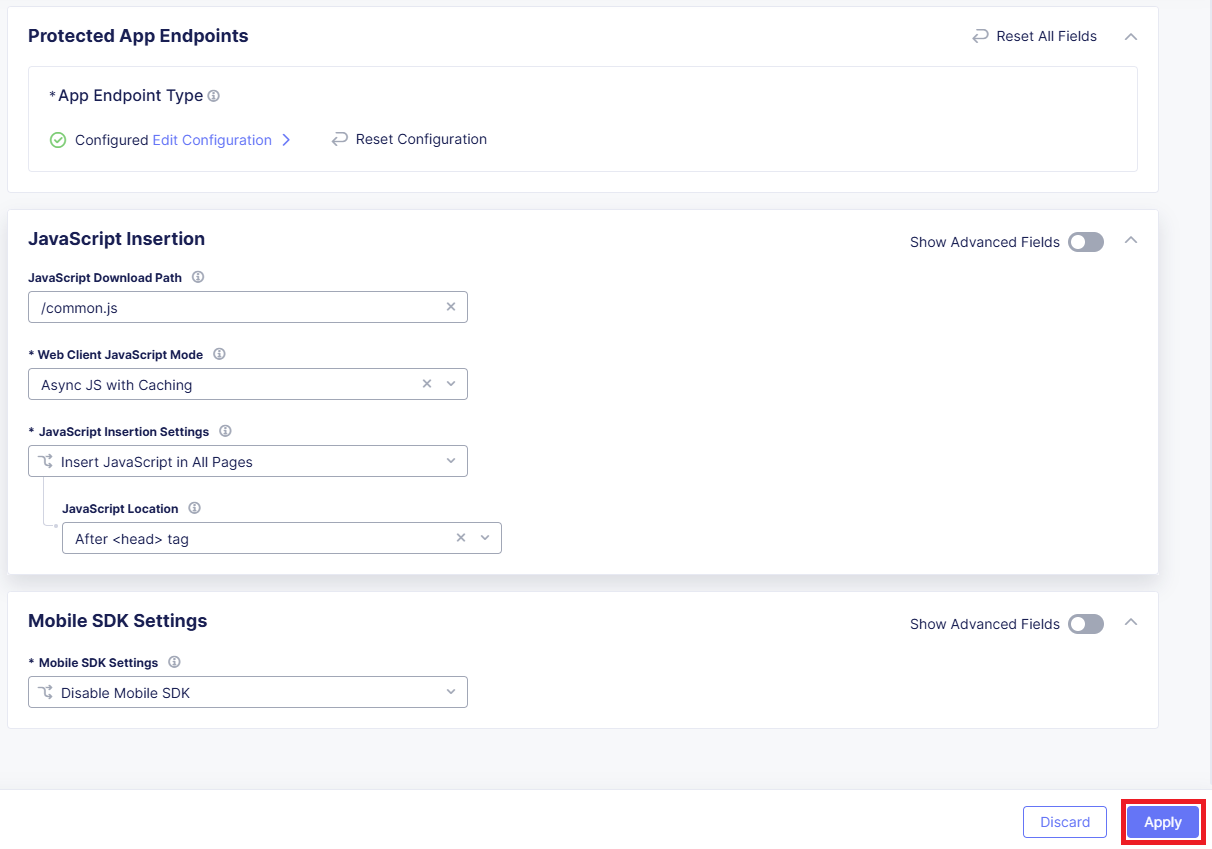 Protected App Endpoints
Reset All Fields
* App Endpoint Type
Configured Edit Configuration
Reset Configuration
JavaScript Insertion
Show Advanced Fields
JavaScript Download Path
/common.js
* Web Client JavaScript Mode
Async JS with Caching
* JavaScript Insertion Settings
Insert JavaScript in All Pages
JavaScript Location
After <head> tag
Mobile SDK Settings
Show Advanced Fields
* Mobile SDK Settings
Disable Mobile SDK
Discard
Apply